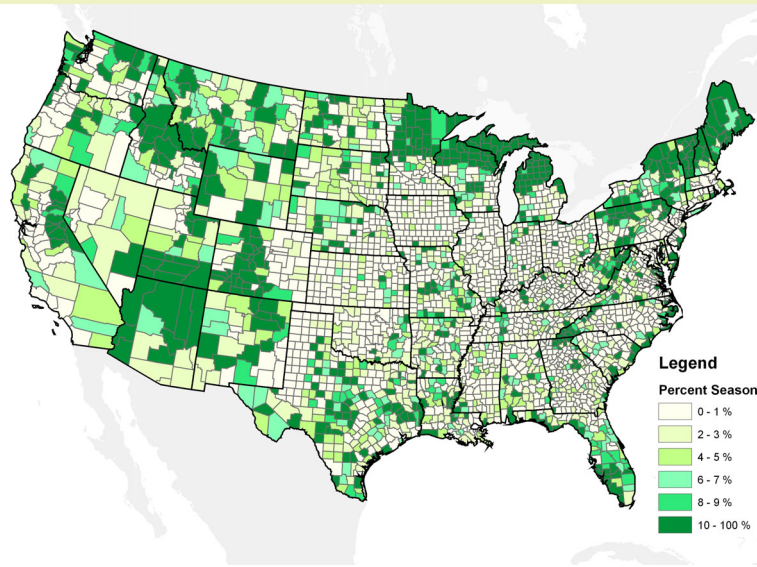 Legend
Percent Season
0 - 1 %
2 - 3 %
4 - 5 %
6 - 7 %
8 - 9 %
10 - 100 %